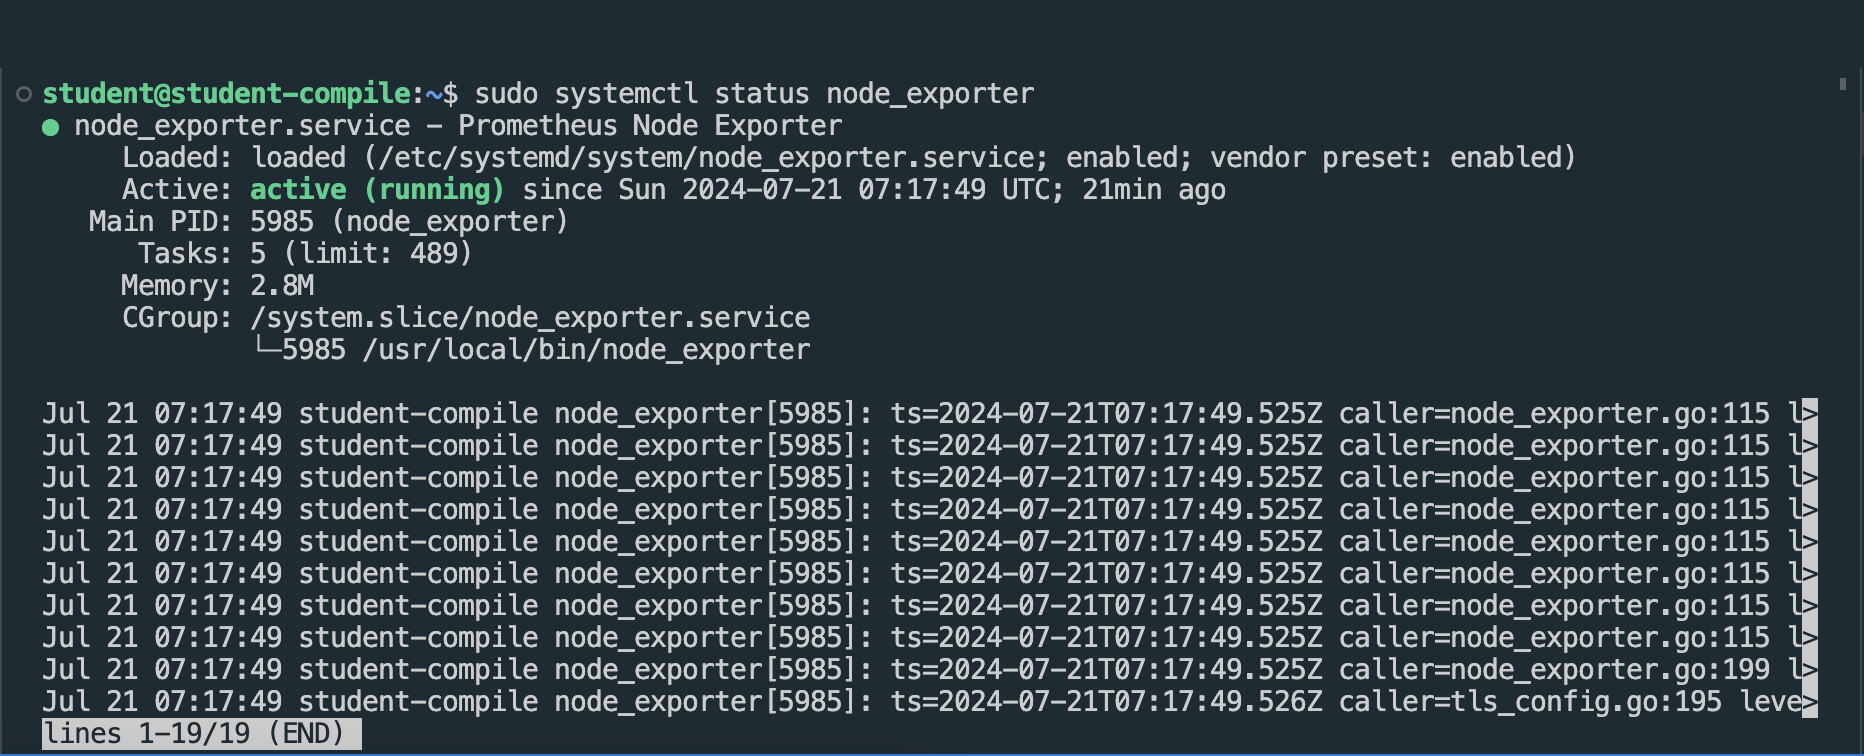 student@student-compile:~$ sudo systemctl status node_exporter
● node_exporter.service - Prometheus Node Exporter
     Loaded: loaded (/etc/systemd/system/node_exporter.service; enabled; vendor preset: enabled)
     Active: active (running) since Sun 2024-07-21 07:17:49 UTC; 21min ago
   Main PID: 5985 (node_exporter)
      Tasks: 5 (limit: 489)
     Memory: 2.8M
     CGroup: /system.slice/node_exporter.service
             └─5985 /usr/local/bin/node_exporter

Jul 21 07:17:49 student-compile node_exporter[5985]: ts=2024-07-21T07:17:49.525Z caller=node_exporter.go:115 l>
Jul 21 07:17:49 student-compile node_exporter[5985]: ts=2024-07-21T07:17:49.525Z caller=node_exporter.go:115 l>
Jul 21 07:17:49 student-compile node_exporter[5985]: ts=2024-07-21T07:17:49.525Z caller=node_exporter.go:115 l>
Jul 21 07:17:49 student-compile node_exporter[5985]: ts=2024-07-21T07:17:49.525Z caller=node_exporter.go:115 l>
Jul 21 07:17:49 student-compile node_exporter[5985]: ts=2024-07-21T07:17:49.525Z caller=node_exporter.go:115 l>
Jul 21 07:17:49 student-compile node_exporter[5985]: ts=2024-07-21T07:17:49.525Z caller=node_exporter.go:115 l>
Jul 21 07:17:49 student-compile node_exporter[5985]: ts=2024-07-21T07:17:49.525Z caller=node_exporter.go:115 l>
Jul 21 07:17:49 student-compile node_exporter[5985]: ts=2024-07-21T07:17:49.525Z caller=node_exporter.go:115 l>
Jul 21 07:17:49 student-compile node_exporter[5985]: ts=2024-07-21T07:17:49.525Z caller=node_exporter.go:199 l>
Jul 21 07:17:49 student-compile node_exporter[5985]: ts=2024-07-21T07:17:49.526Z caller=tls_config.go:195 leve>
lines 1-19/19 (END)